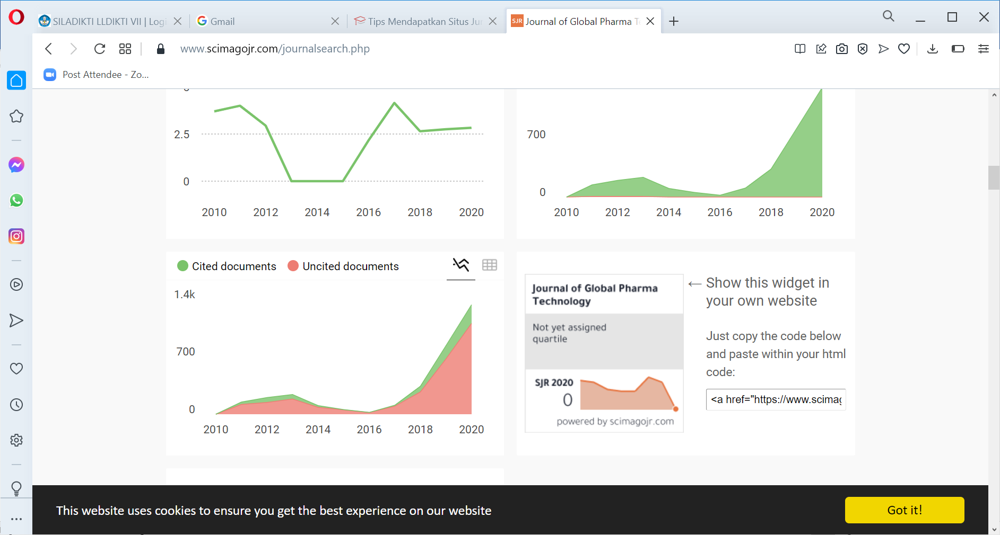 SILADIKTI LLDIKTI VII | Logi
Gmail
Tips Mendapatkan Situs Jur
SJR
Journal of Global Pharma T
www.scimagojr.com/journalsearch.php
Post Attendee - Zo...
2.5
0
2010 2012 2014 2016 2018 2020
700
0
2010 2012 2014 2016 2018 2020
Cited documents
Uncited documents
1.4k
700
0
2010 2012 2014 2016 2018 2020
Journal of Global Pharma
Technology
Not yet assigned
quartile
SJR 2020
0
powered by scimagojr.com
← Show this widget in
your own website
Just copy the code below
and paste within your html
code:
<a href="https://www.scimag
This website uses cookies to ensure you get the best experience on our website
Got it!